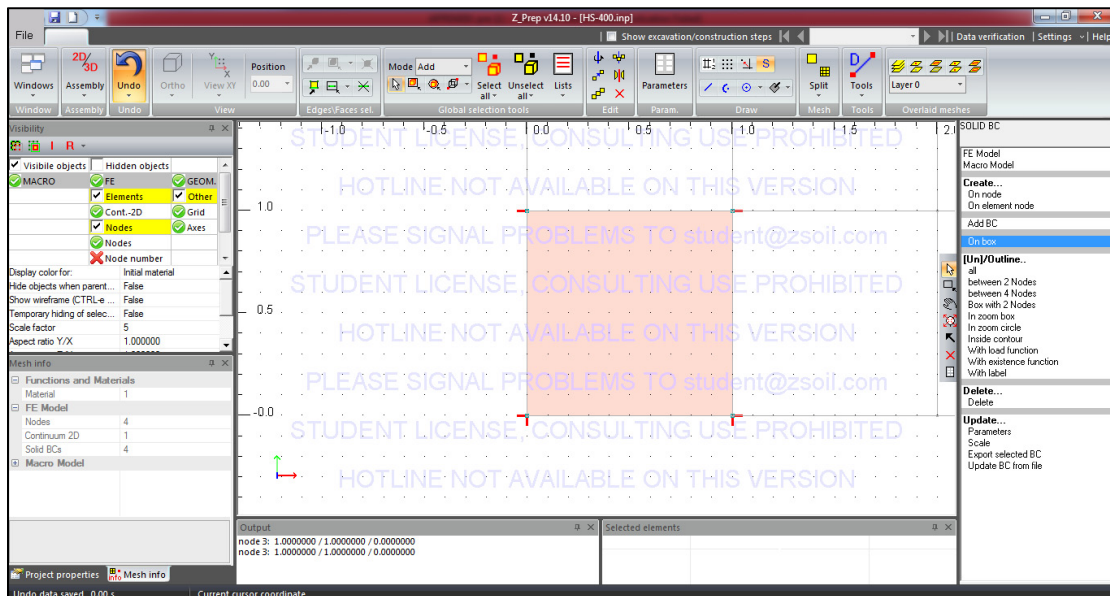 Z_Prep v14.10 - [HS-400.inp]
File
Show excavation/construction steps
Data verification | Settings | Help
Windows
2D/3D
Assembly
Undo
Ortho
View XY
Position
0.00
Mode Add
Select all
Unselect all
Lists
Parameters
Split
Tools
Layer 0
Window
Assembly
Undo
View
Edges\Faces sel.
Global selection tools
Edit
Param.
Draw
Mesh
Tools
Overlaid meshes
Visibility
Visibile objects
Hidden objects
MACRO
FE
GEOM.
Elements
Other
Cont.-2D
Grid
Nodes
Axes
Nodes
Node number
Display color for: Initial material
Hide objects when parent... False
Show wireframe (CTRL-e ... False
Temporary hiding of selec... False
Scale factor 5
Aspect ratio Y/X 1.000000
Mesh info
Functions and Materials
Material 1
FE Model
Nodes 4
Continuum 2D 1
Solid BCs 4
Macro Model
Project properties
Mesh info
Undo data saved 0.00 s
Current cursor coordinate
-1.0 -0.5 0.0 0.5 1.0 1.5 2.
1.0
0.5
-0.0
STUDENT LICENSE, CONSULTING USE PROHIBITED
HOTLINE NOT AVAILABLE ON THIS VERSION
PLEASE SIGNAL PROBLEMS TO student@zsoil.com
STUDENT LICENSE, CONSULTING USE PROHIBITED
HOTLINE NOT AVAILABLE ON THIS VERSION
PLEASE SIGNAL PROBLEMS TO student@zsoil.com
STUDENT LICENSE, CONSULTING USE PROHIBITED
HOTLINE NOT AVAILABLE ON THIS VERSION
Output
node 3: 1.0000000 / 1.0000000 / 0.0000000
node 3: 1.0000000 / 1.0000000 / 0.0000000
Selected elements
SOLID BC
FE Model
Macro Model
Create...
On node
On element node
Add BC
On box
[Un]/Outline..
all
between 2 Nodes
between 4 Nodes
Box with 2 Nodes
In zoom box
In zoom circle
Inside contour
With load function
With existence function
With label
Delete...
Delete
Update...
Parameters
Scale
Export selected BC
Update BC from file